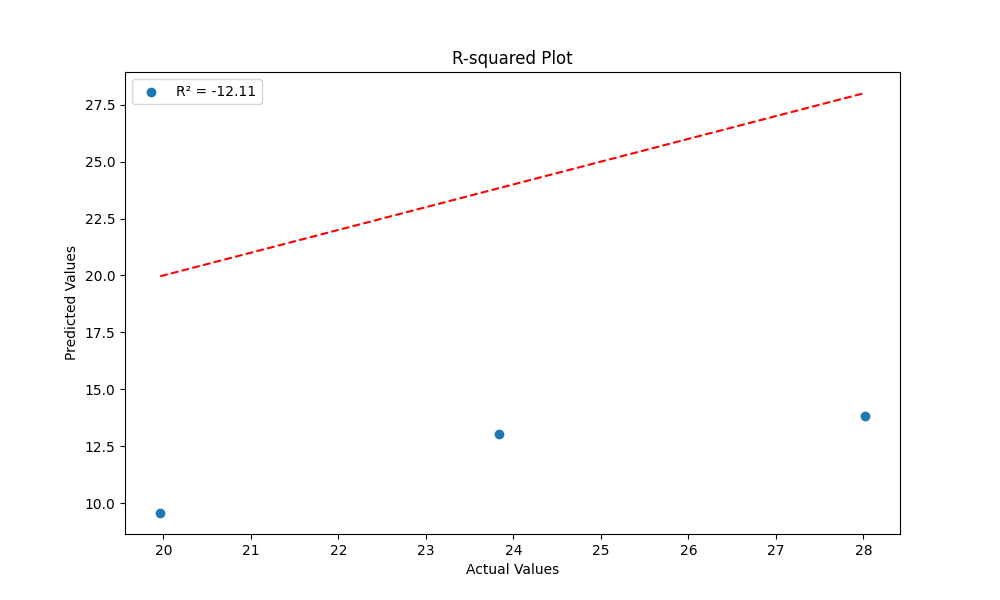 R-squared Plot
R² = -12.11
Predicted Values
27.5
25.0
22.5
20.0
17.5
15.0
12.5
10.0
20 21 22 23 24 25 26 27 28
Actual Values